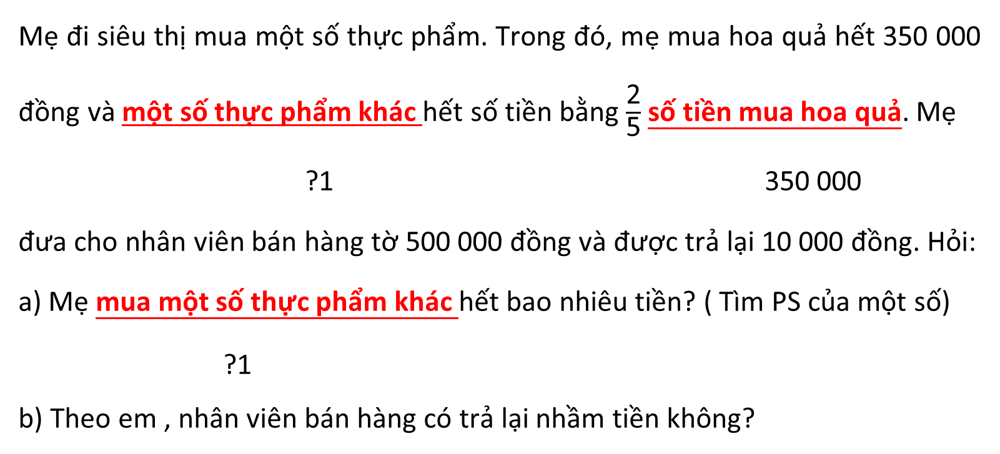 Mẹ đi siêu thị mua một số thực phẩm. Trong đó, mẹ mua hoa quả hết 350 000
đồng và một số thực phẩm khác hết số tiền bằng 2/5 số tiền mua hoa quả. Mẹ
?1 350 000
đưa cho nhân viên bán hàng tờ 500 000 đồng và được trả lại 10 000 đồng. Hỏi:
a) Mẹ mua một số thực phẩm khác hết bao nhiêu tiền? ( Tìm PS của một số)
?1
b) Theo em , nhân viên bán hàng có trả lại nhầm tiền không?